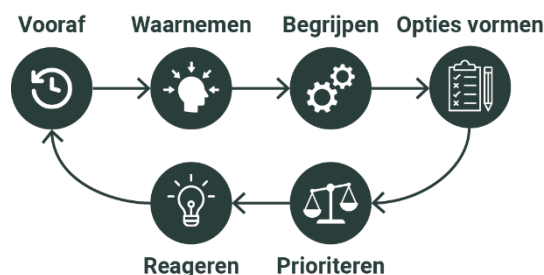 Vooraf
Waarnemen
Begrijpen
Opties vormen
Reageren
Prioriteren